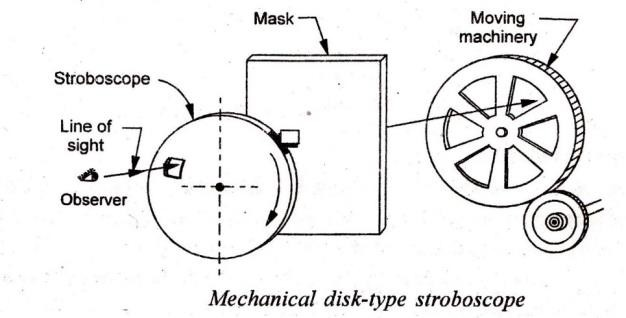 Mask
Moving
machinery
Stroboscope
Line of
sight
Observer
Mechanical disk-type stroboscope